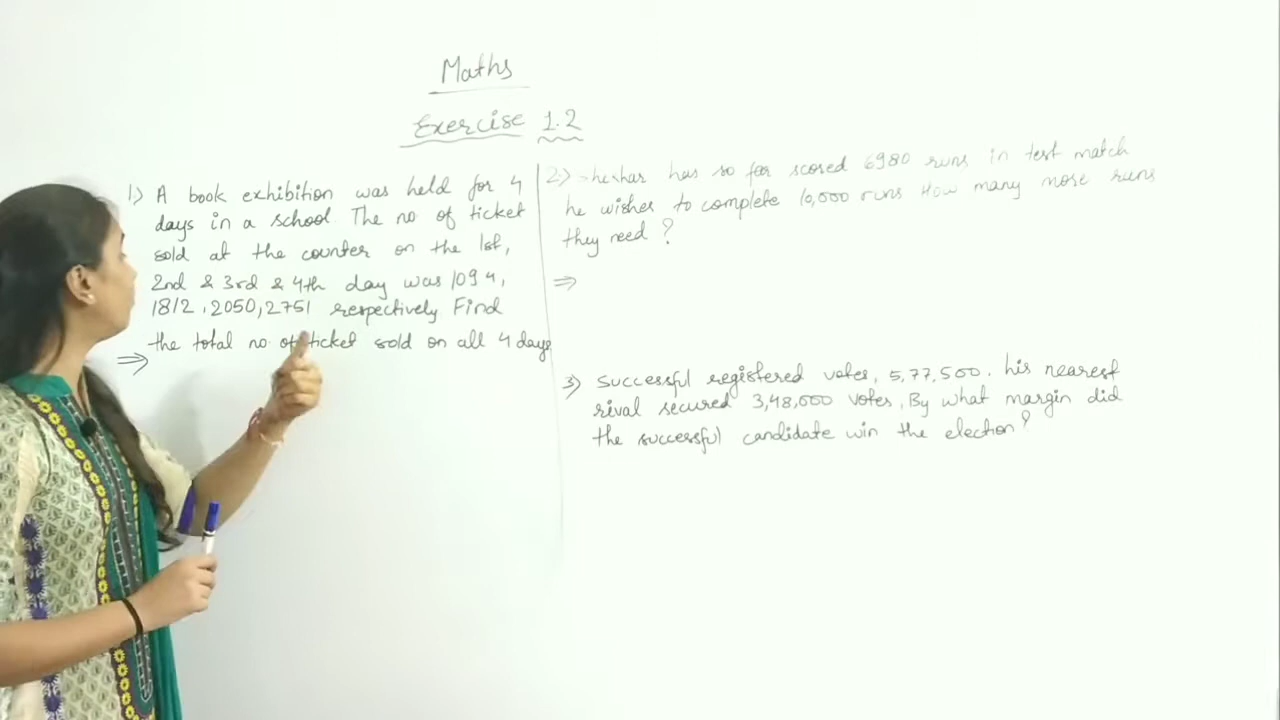 Maths
Exercise 1.2
1) A book exhibition was held for 4
days in a school. The no of ticket
sold at the counter on the 1st,
2nd & 3rd & 4th day was 1094,
1812, 2050, 2751 respectively Find
the total no of ticket sold on all 4 days
⇒
2) Shekhar has so far scored 6980 runs in test match
he wishes to complete 10,000 runs How many more runs
they need ?
⇒
3) Successful registered votes, 5,77,500. his nearest
rival secured 3,48,000 votes, By what margin did
the successful candidate win the election?